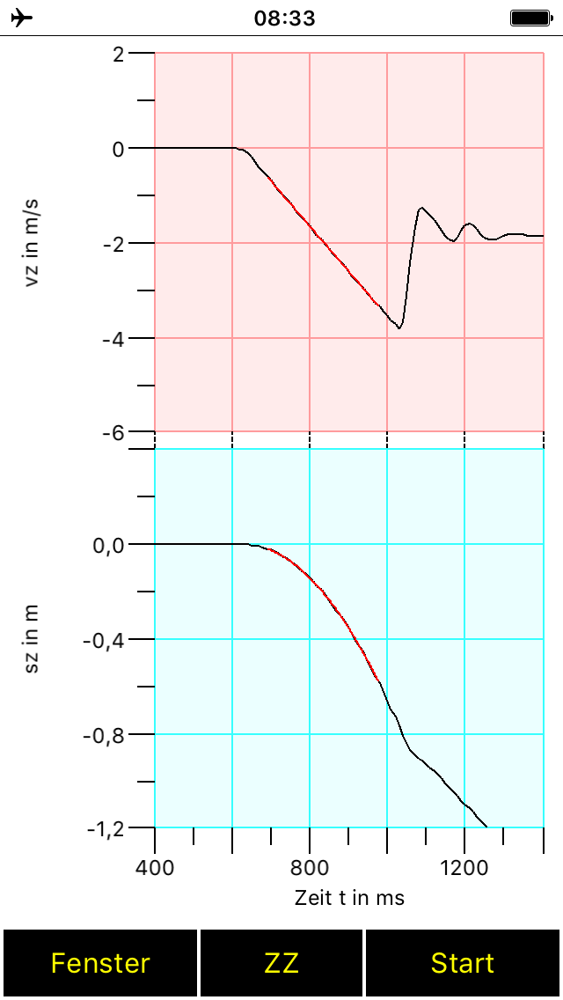 08:33
2
0
-2
-4
-6
vz in m/s
0,0
-0,4
-0,8
-1,2
sz in m
400 800 1200
Zeit t in ms
Fenster ZZ Start